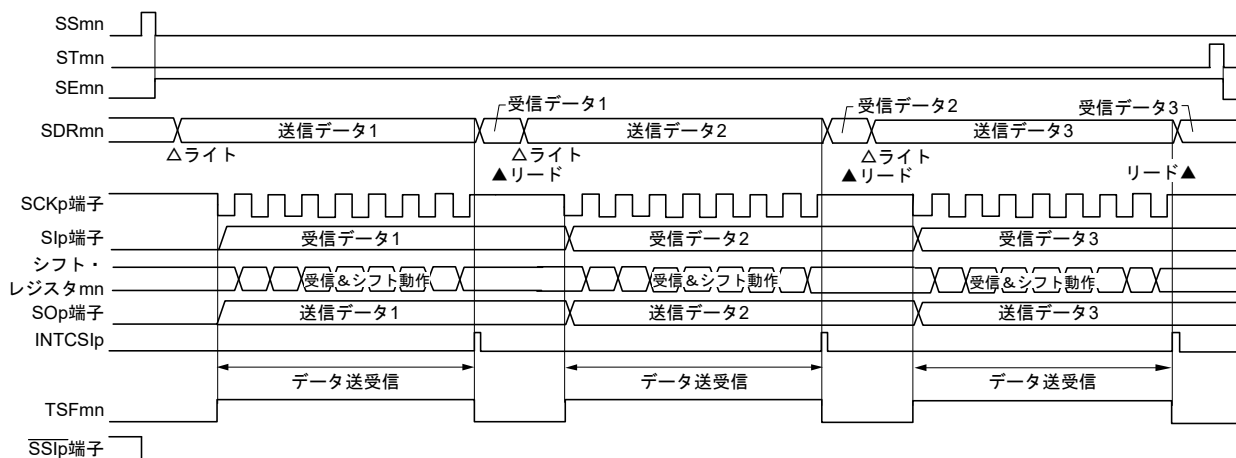 SSmn
STmn
SEmn
受信データ1
受信データ2
受信データ3
SDRmn
送信データ1
送信データ2
送信データ3
△ライト
△ライト
△ライト
▲リード
▲リード
リード▲
SCKp端子
SIp端子
受信データ1
受信データ2
受信データ3
シフト・
レジスタmn
受信&シフト動作
受信&シフト動作
受信&シフト動作
SOp端子
送信データ1
送信データ2
送信データ3
INTCSIp
データ送受信
データ送受信
データ送受信
TSFmn
SSIp端子